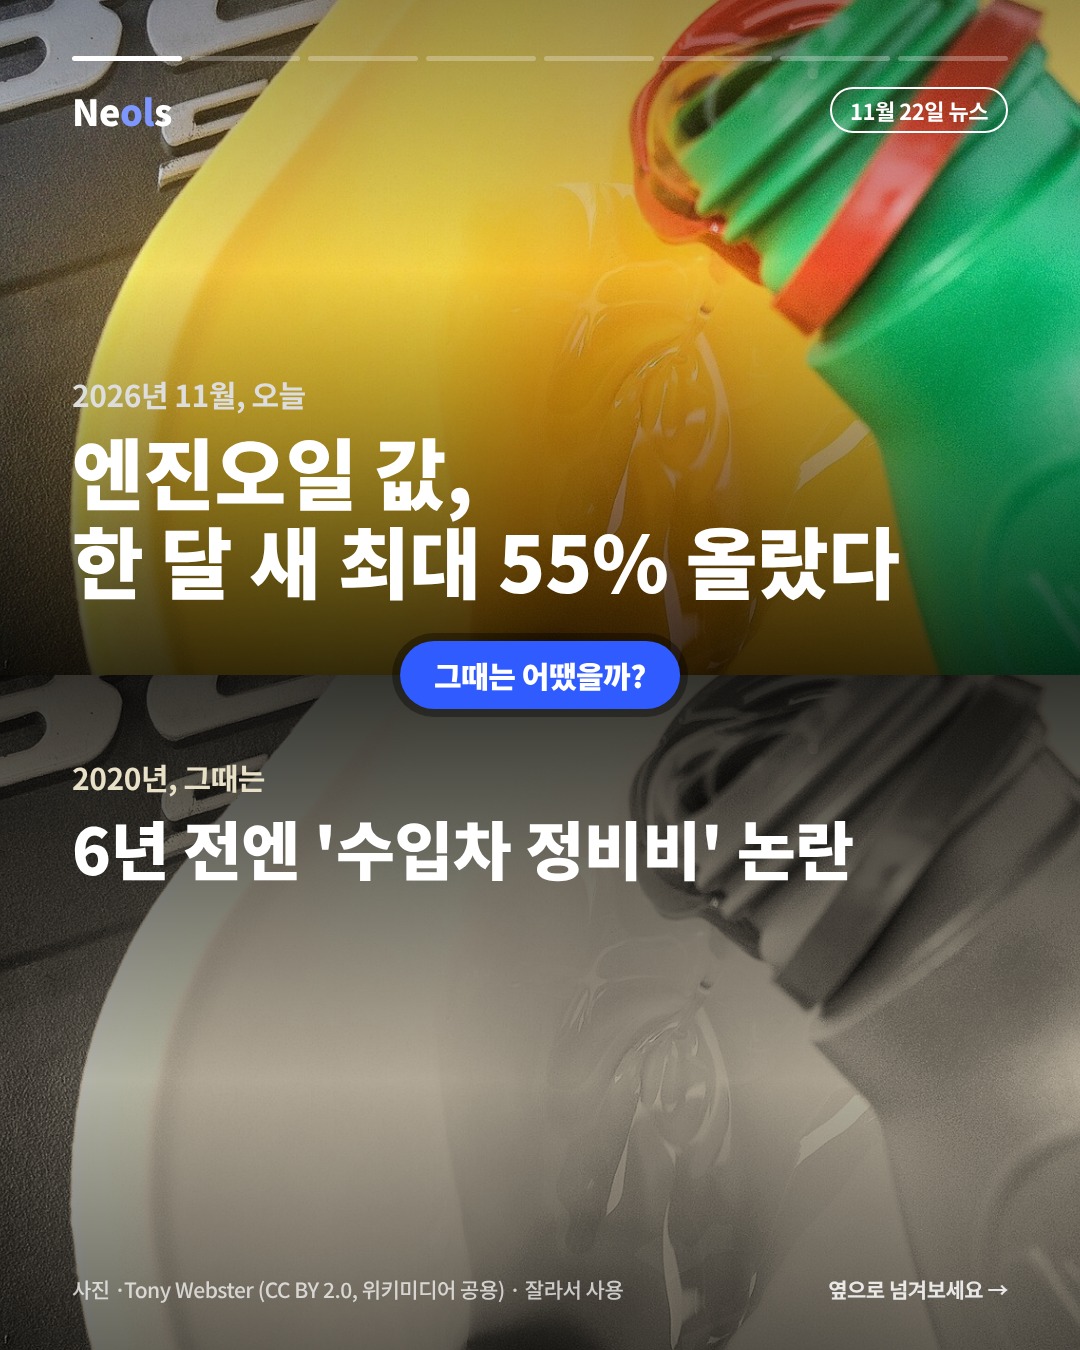 Neols
11월 22일 뉴스
2026년 11월, 오늘
엔진오일 값,
한 달 새 최대 55% 올랐다
그때는 어땠을까?
2020년, 그때는
6년 전엔 '수입차 정비비' 논란
사진 · Tony Webster (CC BY 2.0, 위키미디어 공용) · 잘라서 사용
옆으로 넘겨보세요 →